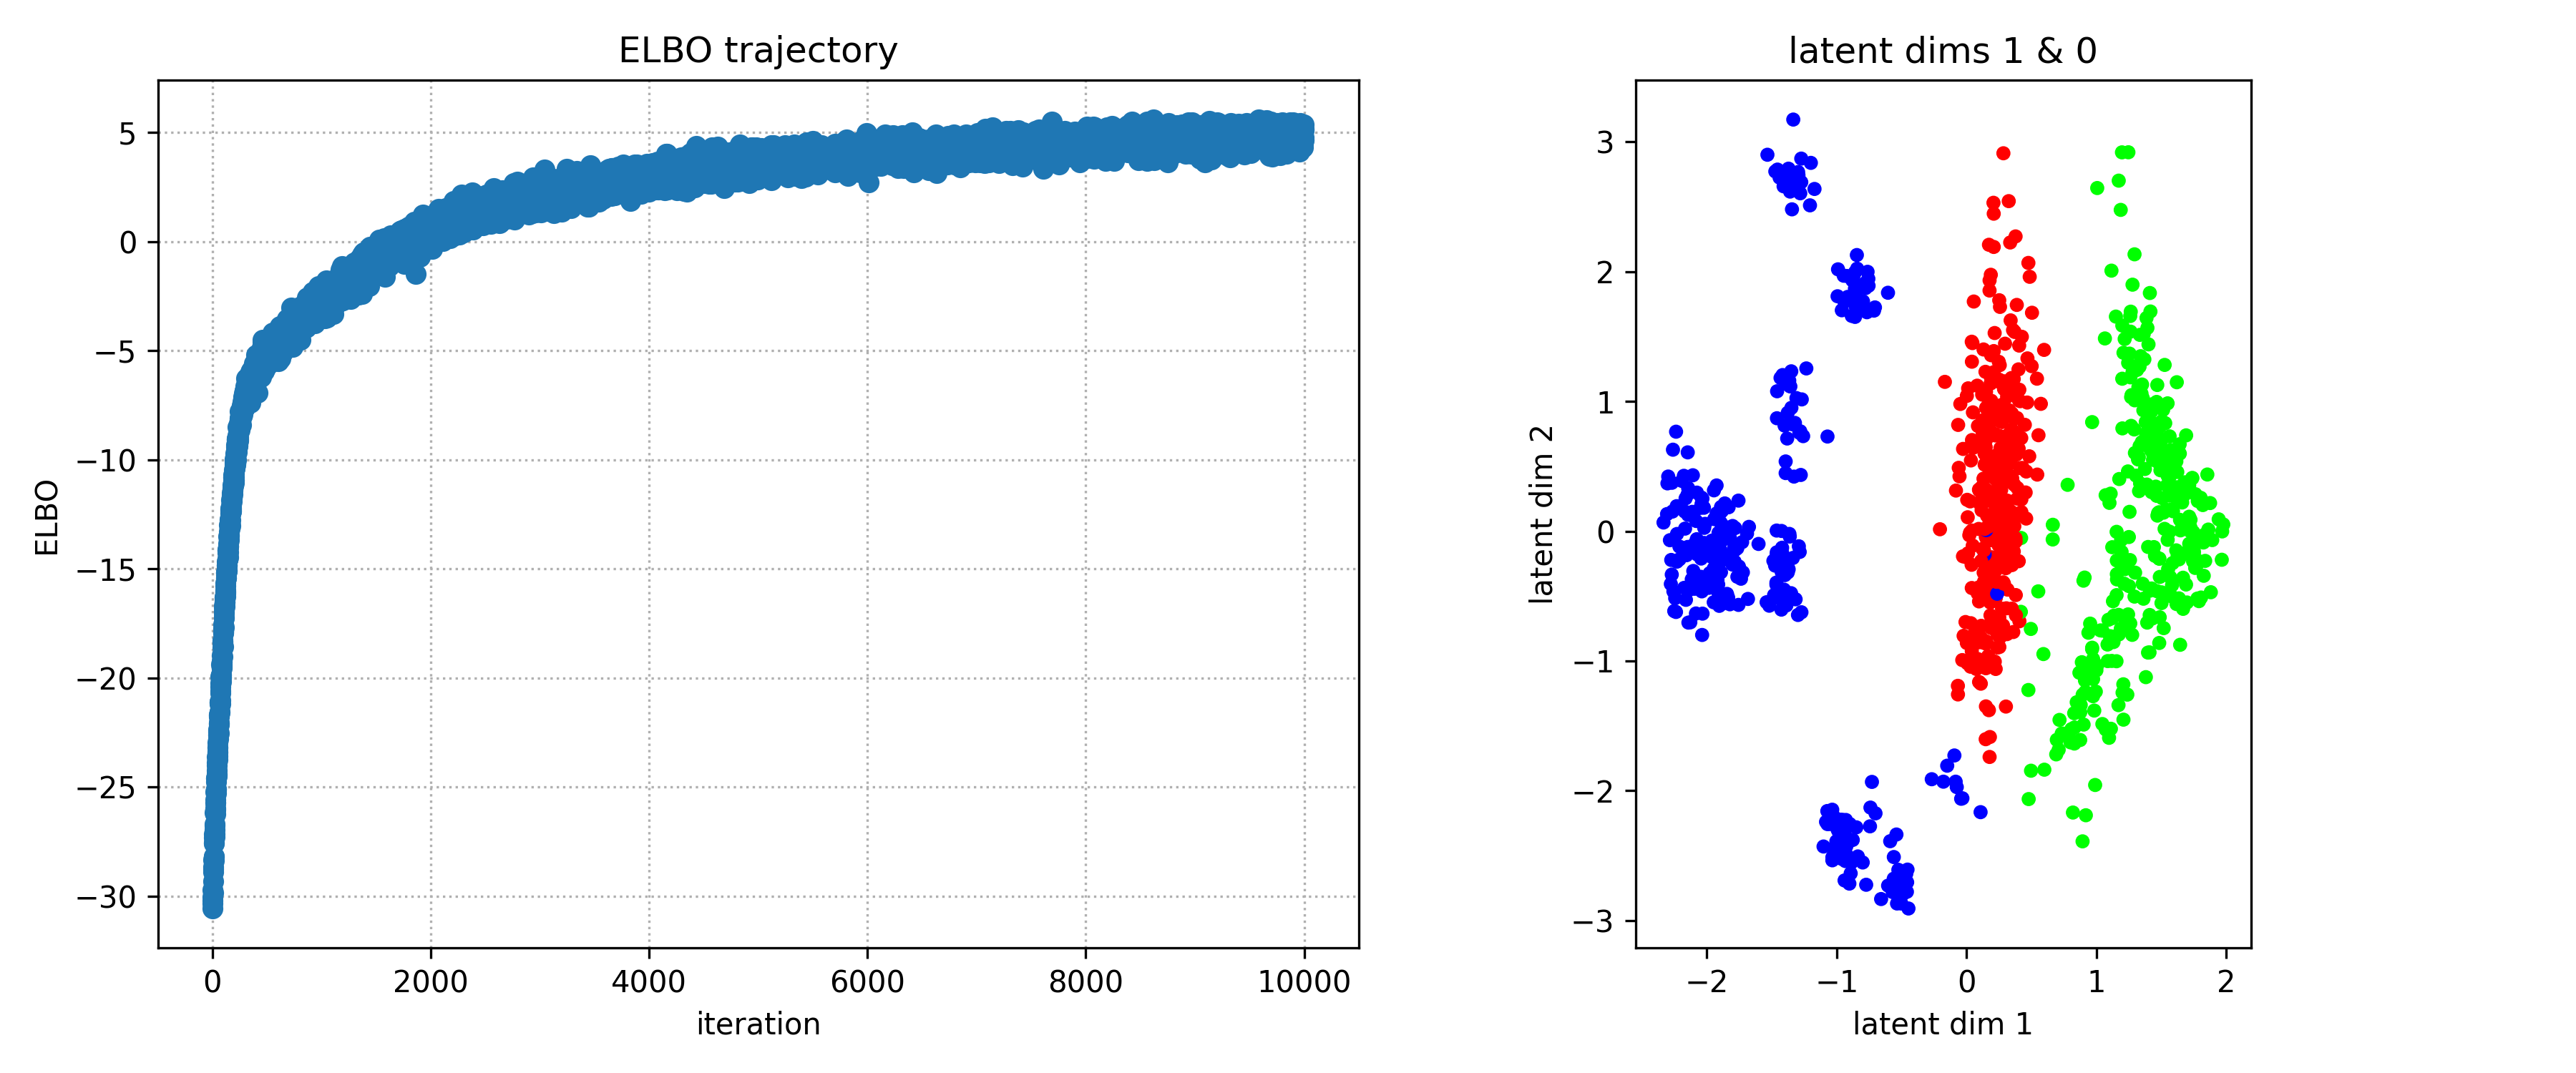 ELBO trajectory
ELBO
5
0
−5
−10
−15
−20
−25
−30
0 2000 4000 6000 8000 10000
iteration
latent dims 1 & 0
latent dim 2
3
2
1
0
−1
−2
−3
−2 −1 0 1 2
latent dim 1